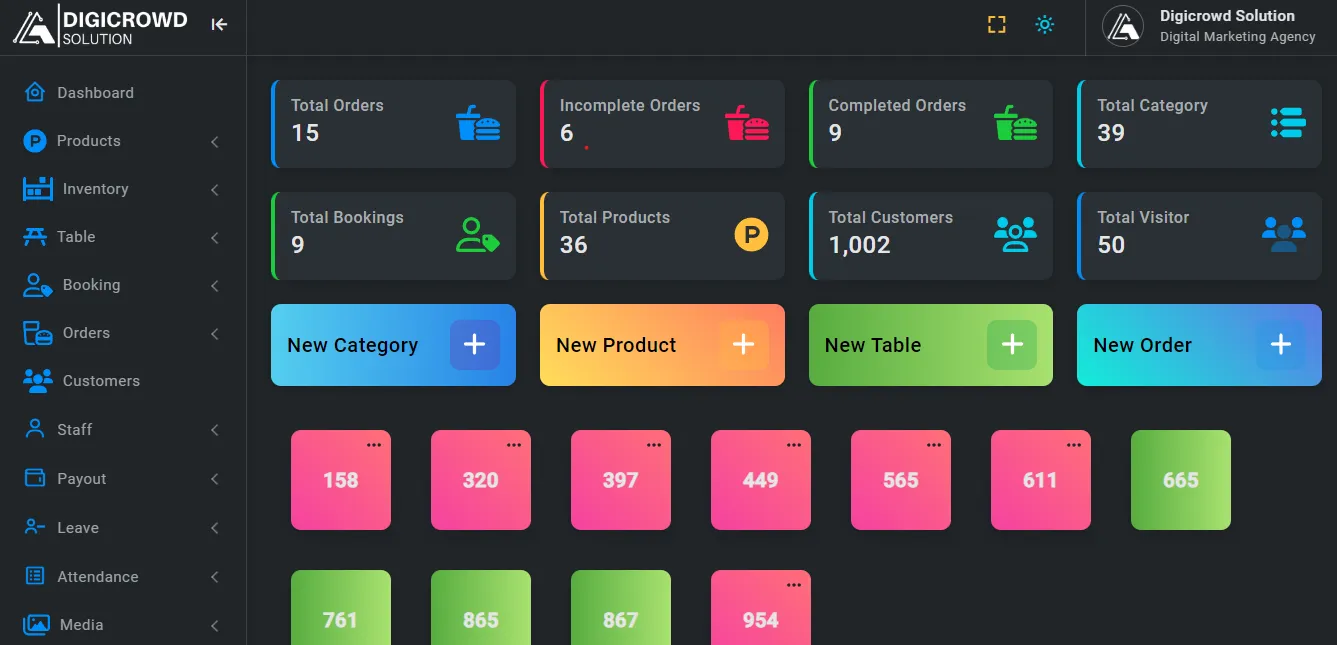 DIGICROWD
SOLUTION
Digicrowd Solution
Digital Marketing Agency
Dashboard
Products
Inventory
Table
Booking
Orders
Customers
Staff
Payout
Leave
Attendance
Media
Total Orders
15
Incomplete Orders
6
Completed Orders
9
Total Category
39
Total Bookings
9
Total Products
36
P
Total Customers
1,002
Total Visitor
50
New Category
New Product
New Table
New Order
158
320
397
449
565
611
665
761
865
867
954